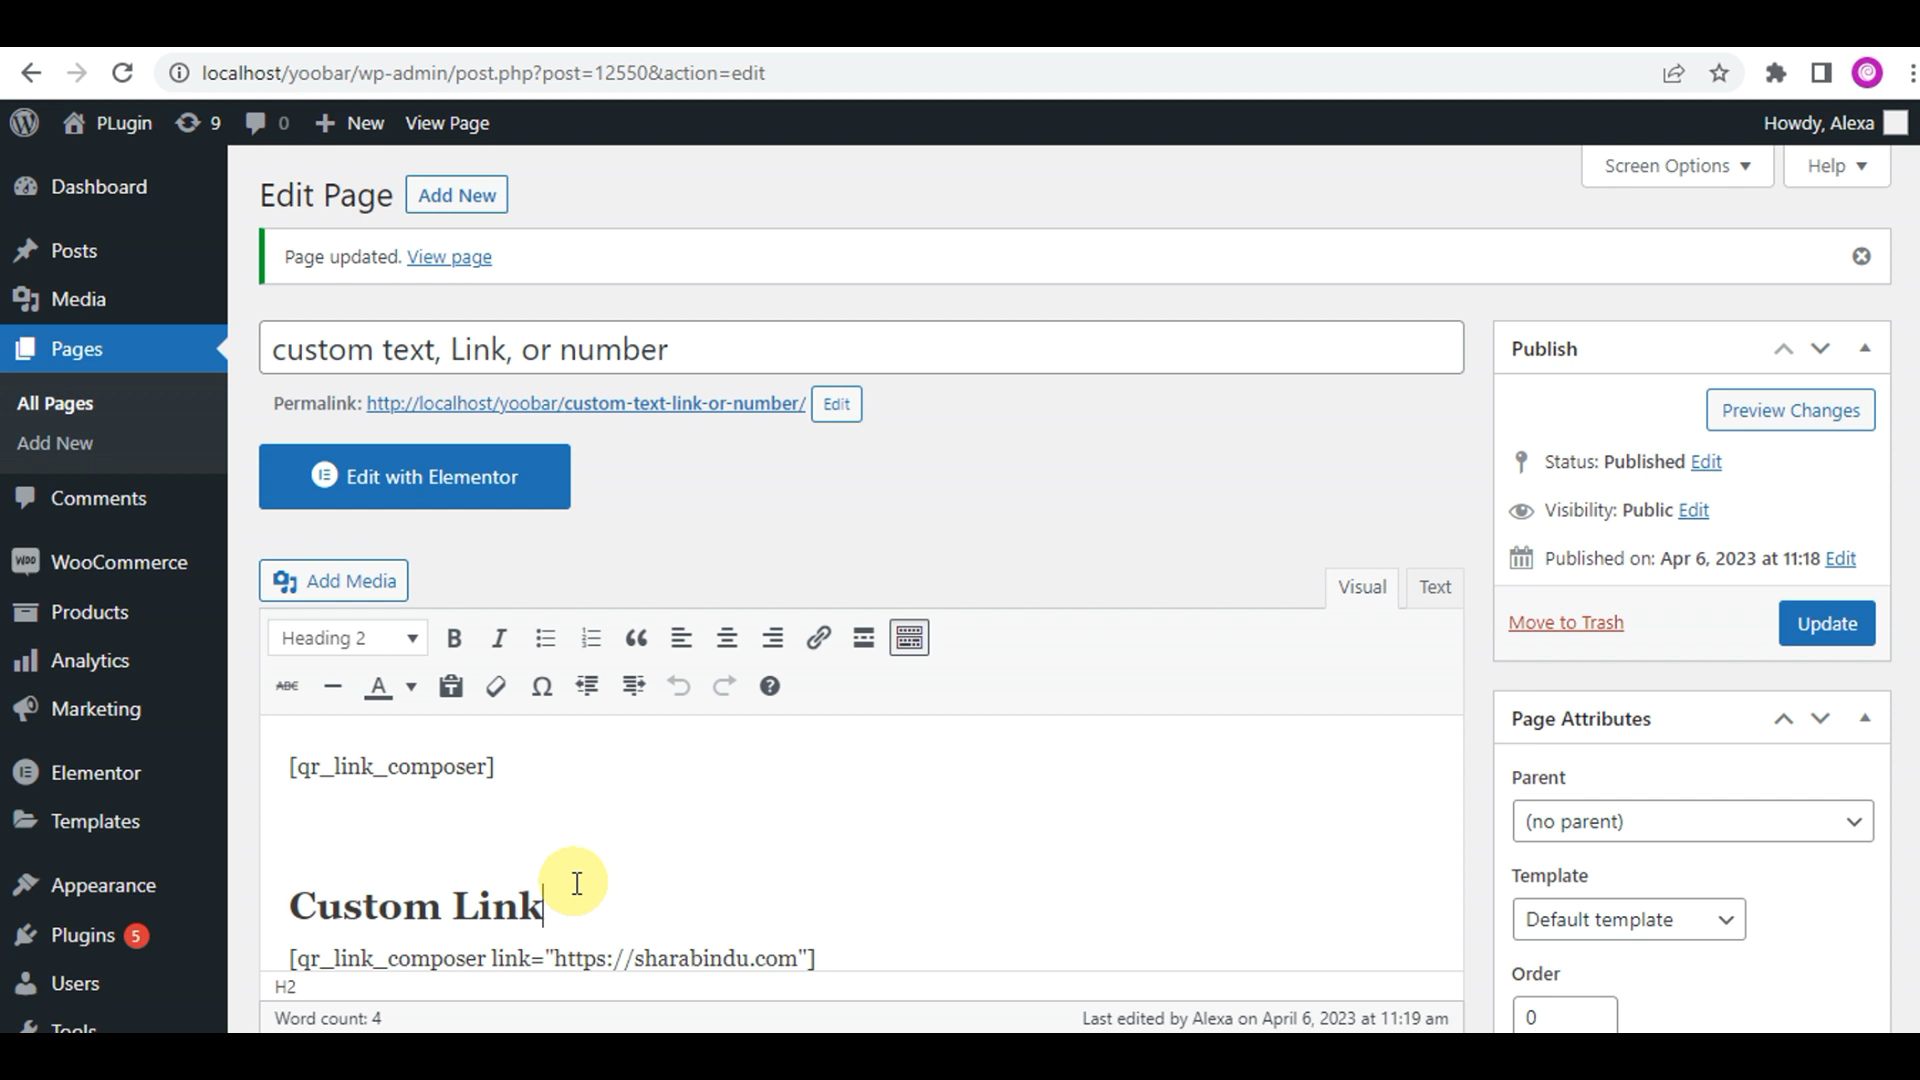 localhost/yoobar/wp-admin/post.php?post=12550&action=edit
PLugin 9 0 New View Page Howdy, Alexa
Screen Options Help
Dashboard
Posts
Media
Pages
All Pages
Add New
Comments
WooCommerce
Products
Analytics
Marketing
Elementor
Templates
Appearance
Plugins 5
Users
Tools
Edit Page Add New
Page updated. View page
custom text, Link, or number
Permalink: http://localhost/yoobar/custom-text-link-or-number/ Edit
Edit with Elementor
Add Media
Visual Text
Heading 2 B I
ABC A
[qr_link_composer]
Custom Link
[qr_link_composer link="https://sharabindu.com"]
H2
Word count: 4
Last edited by Alexa on April 6, 2023 at 11:19 am
Publish
Preview Changes
Status: Published Edit
Visibility: Public Edit
Published on: Apr 6, 2023 at 11:18 Edit
Move to Trash Update
Page Attributes
Parent
(no parent)
Template
Default template
Order
0